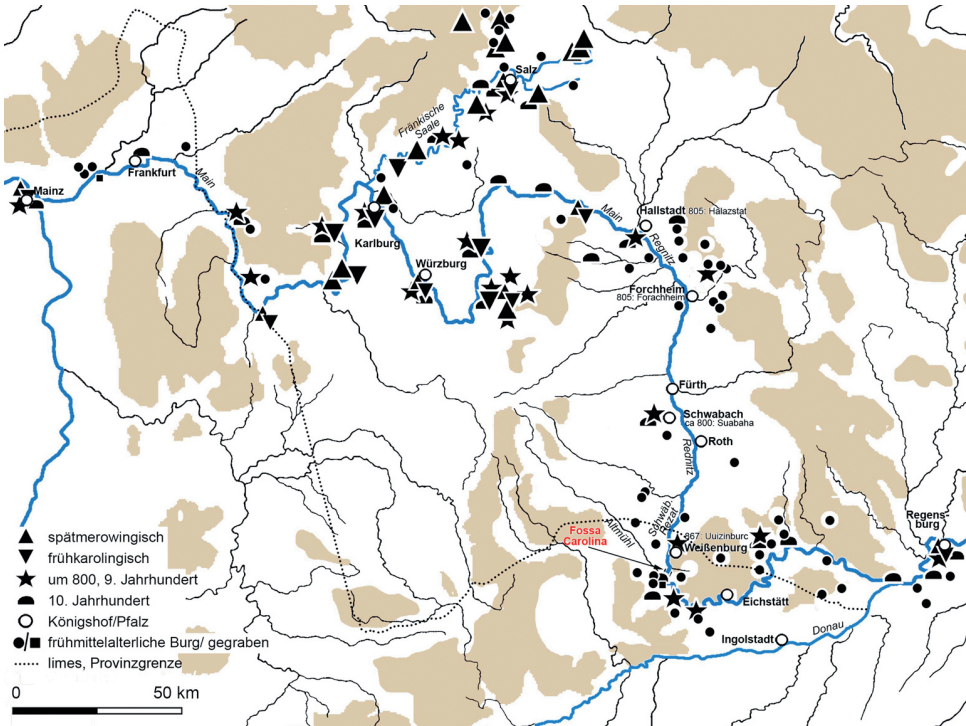 Salz
Fränkische
Saale
Frankfurt
Main
Mainz
Karlburg
Würzburg
Main
Hallstadt 805: Halazstat
Regnitz
Forchheim
805: Forachheim
Fürth
Schwabach
ca 800: Suabaha
Roth
Rednitz
Schwäb.
Rezat
Altmühl
Fossa
Carolina
867: Uuizinburc
Weißenburg
Regens-
burg
Eichstätt
Ingolstadt
Donau
spätmerowingisch
frühkarolingisch
um 800, 9. Jahrhundert
10. Jahrhundert
Königshof/Pfalz
frühmittelalterliche Burg/ gegraben
limes, Provinzgrenze
0 50 km